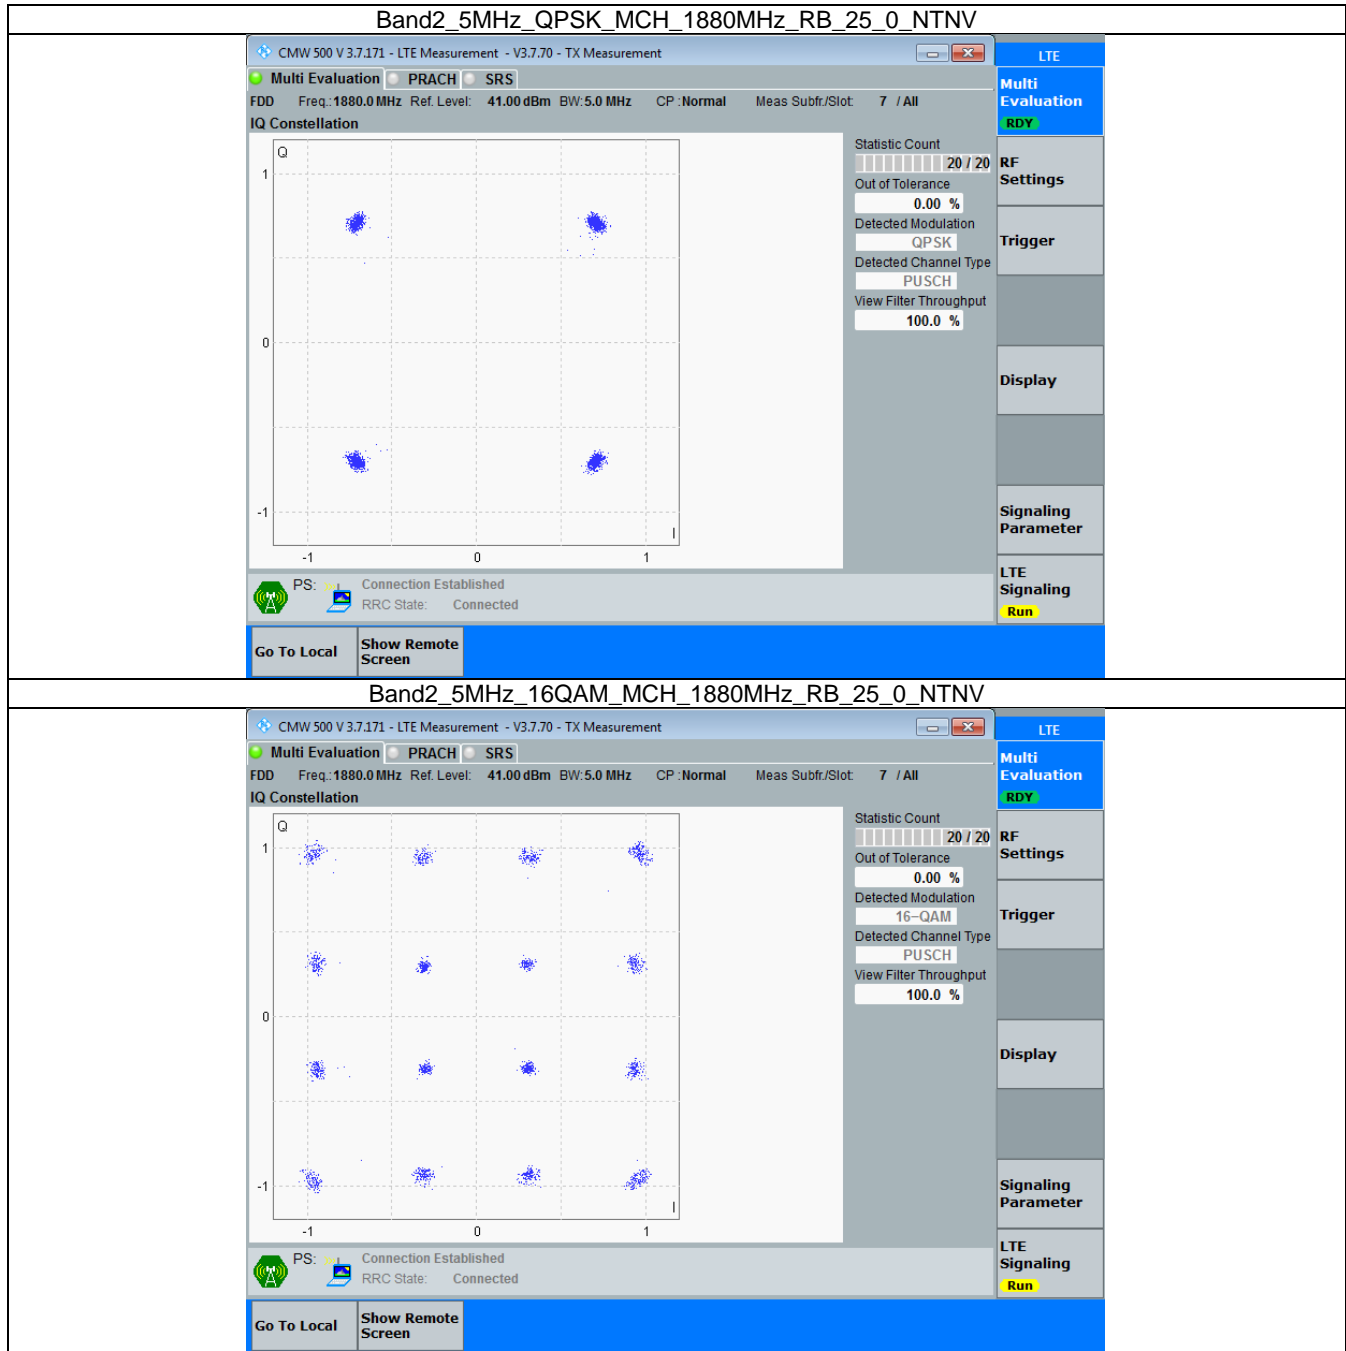 Band2_5MHz_QPSK_MCH_1880MHz_RB_25_0_NTNV
CMW 500 V 3.7.171 - LTE Measurement - V3.7.70 - TX Measurement
LTE
Multi Evaluation PRACH SRS
Multi
Evaluation
RDY
FDD Freq.:1880.0 MHz Ref. Level: 41.00 dBm BW:5.0 MHz CP :Normal Meas Subfr./Slot: 7 / All
IQ Constellation
Q
1
0
-1
-1 0 1
I
Statistic Count
20 / 20
Out of Tolerance
0.00 %
Detected Modulation
QPSK
Detected Channel Type
PUSCH
View Filter Throughput
100.0 %
RF
Settings
Trigger
Display
Signaling
Parameter
LTE
Signaling
Run
PS: Connection Established
RRC State: Connected
Go To Local
Show Remote
Screen
Band2_5MHz_16QAM_MCH_1880MHz_RB_25_0_NTNV
CMW 500 V 3.7.171 - LTE Measurement - V3.7.70 - TX Measurement
LTE
Multi Evaluation PRACH SRS
Multi
Evaluation
RDY
FDD Freq.:1880.0 MHz Ref. Level: 41.00 dBm BW:5.0 MHz CP :Normal Meas Subfr./Slot: 7 / All
IQ Constellation
Q
1
0
-1
-1 0 1
I
Statistic Count
20 / 20
Out of Tolerance
0.00 %
Detected Modulation
16-QAM
Detected Channel Type
PUSCH
View Filter Throughput
100.0 %
RF
Settings
Trigger
Display
Signaling
Parameter
LTE
Signaling
Run
PS: Connection Established
RRC State: Connected
Go To Local
Show Remote
Screen